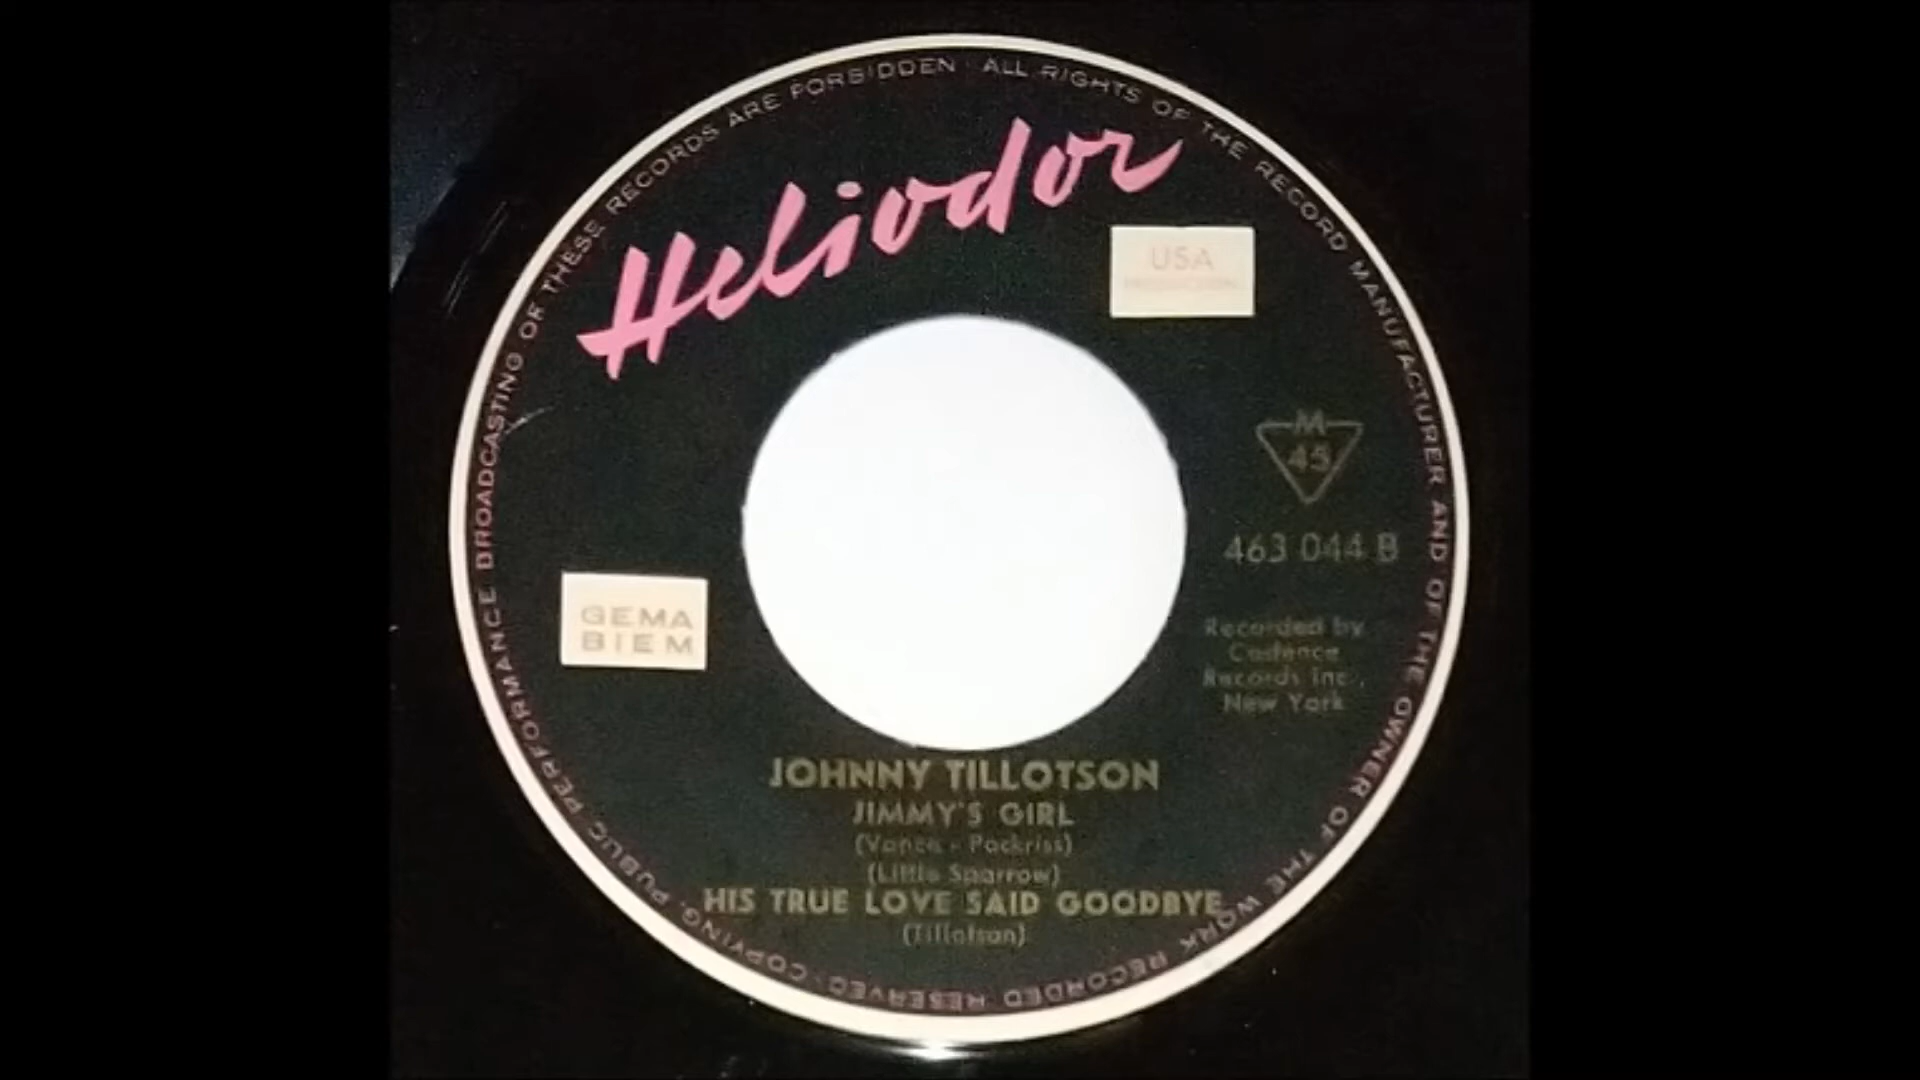 ALL RIGHTS OF THE RECORD MANUFACTURER AND OF THE OWNER OF THE WORK RECORDED RESERVED · COPYING, PUBLIC PERFORMANCE BROADCASTING OF THESE RECORDS ARE FORBIDDEN
Heliodor
USA
M
45
463 044 B
GEMA
BIEM
Recorded by
Cadence
Records Inc.,
New York
JOHNNY TILLOTSON
JIMMY'S GIRL
(Vance - Pockriss)
(Little Sparrow)
HIS TRUE LOVE SAID GOODBYE
(Tillotson)